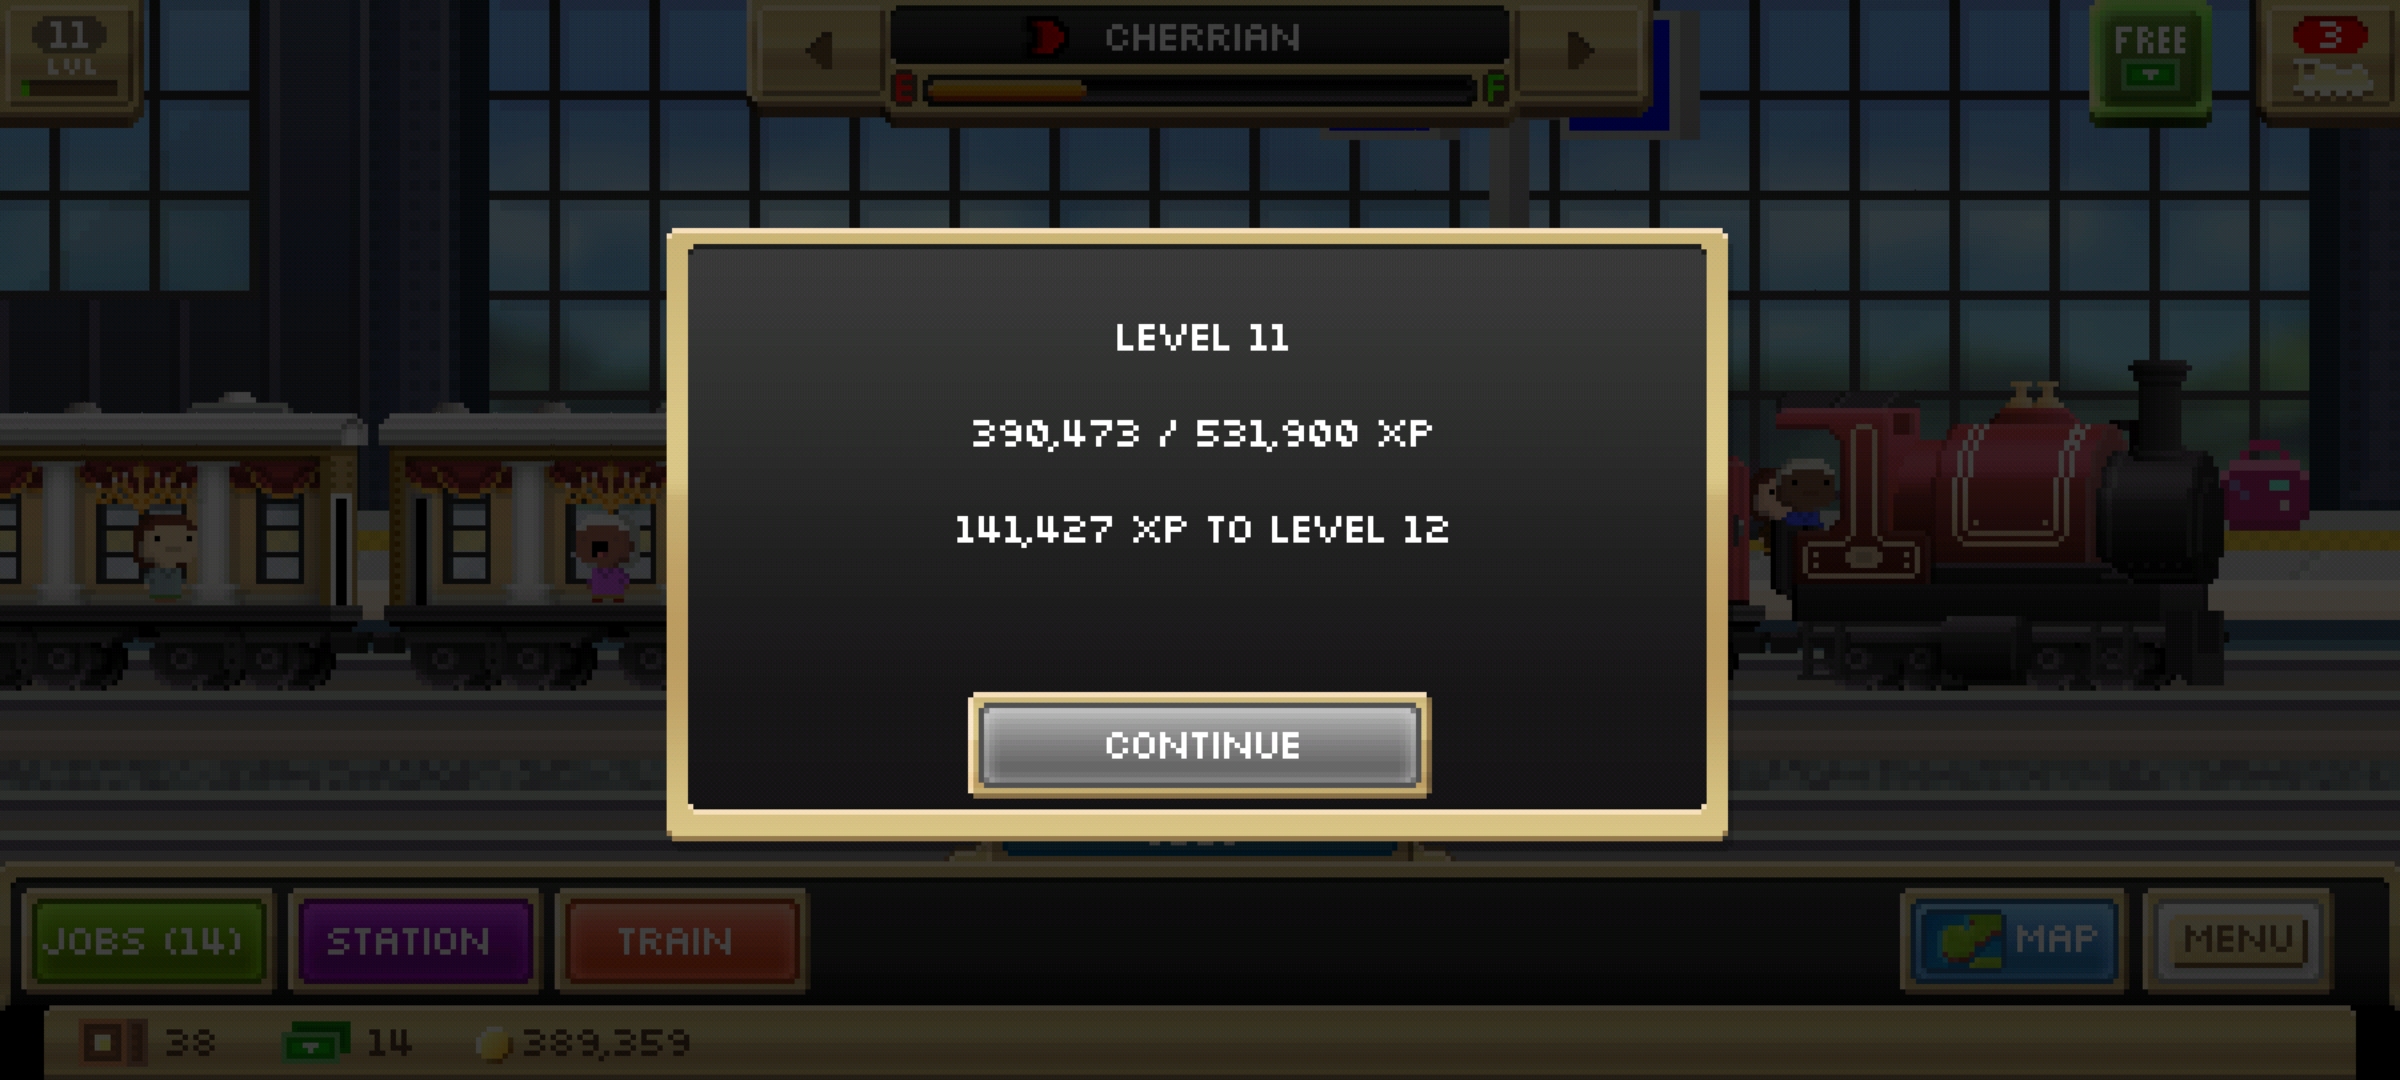 11
LVL
CHERRIAN
E
F
FREE
3
LEVEL 11
390,473 / 531,900 XP
141,427 XP TO LEVEL 12
CONTINUE
JOBS (14)
STATION
TRAIN
MAP
MENU
38
14
389,359